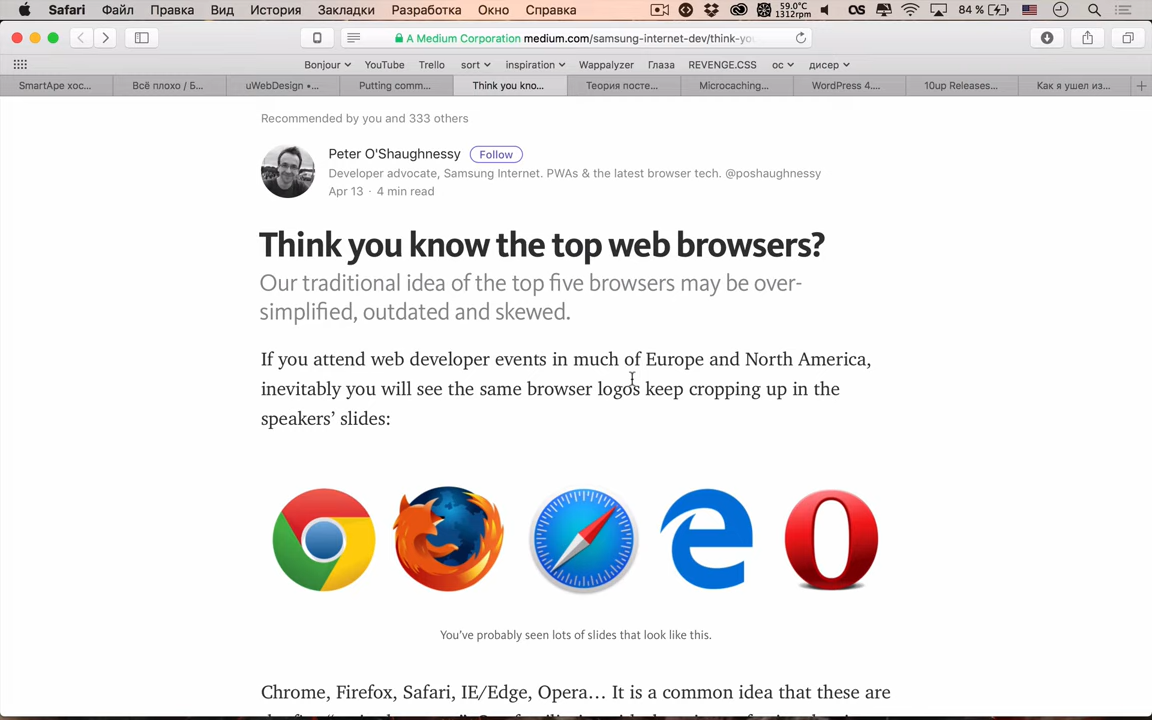 Safari Файл Правка Вид История Закладки Разработка Окно Справка 59.0°C 1312rpm 84 %
A Medium Corporation medium.com/samsung-internet-dev/think-yo
Bonjour YouTube Trello sort inspiration Wappalyzer Глаза REVENGE.CSS ос дисер
SmartApe хос... Всё плохо / Б... uWebDesign •... Putting comm... Think you kno... Теория посте... Microcaching... WordPress 4.... 10up Releases... Как я ушел из...
Recommended by you and 333 others
Peter O'Shaughnessy Follow
Developer advocate, Samsung Internet. PWAs & the latest browser tech. @poshaughnessy
Apr 13 · 4 min read
Think you know the top web browsers?
Our traditional idea of the top five browsers may be over-
simplified, outdated and skewed.
If you attend web developer events in much of Europe and North America,
inevitably you will see the same browser logos keep cropping up in the
speakers’ slides:
You’ve probably seen lots of slides that look like this.
Chrome, Firefox, Safari, IE/Edge, Opera… It is a common idea that these are